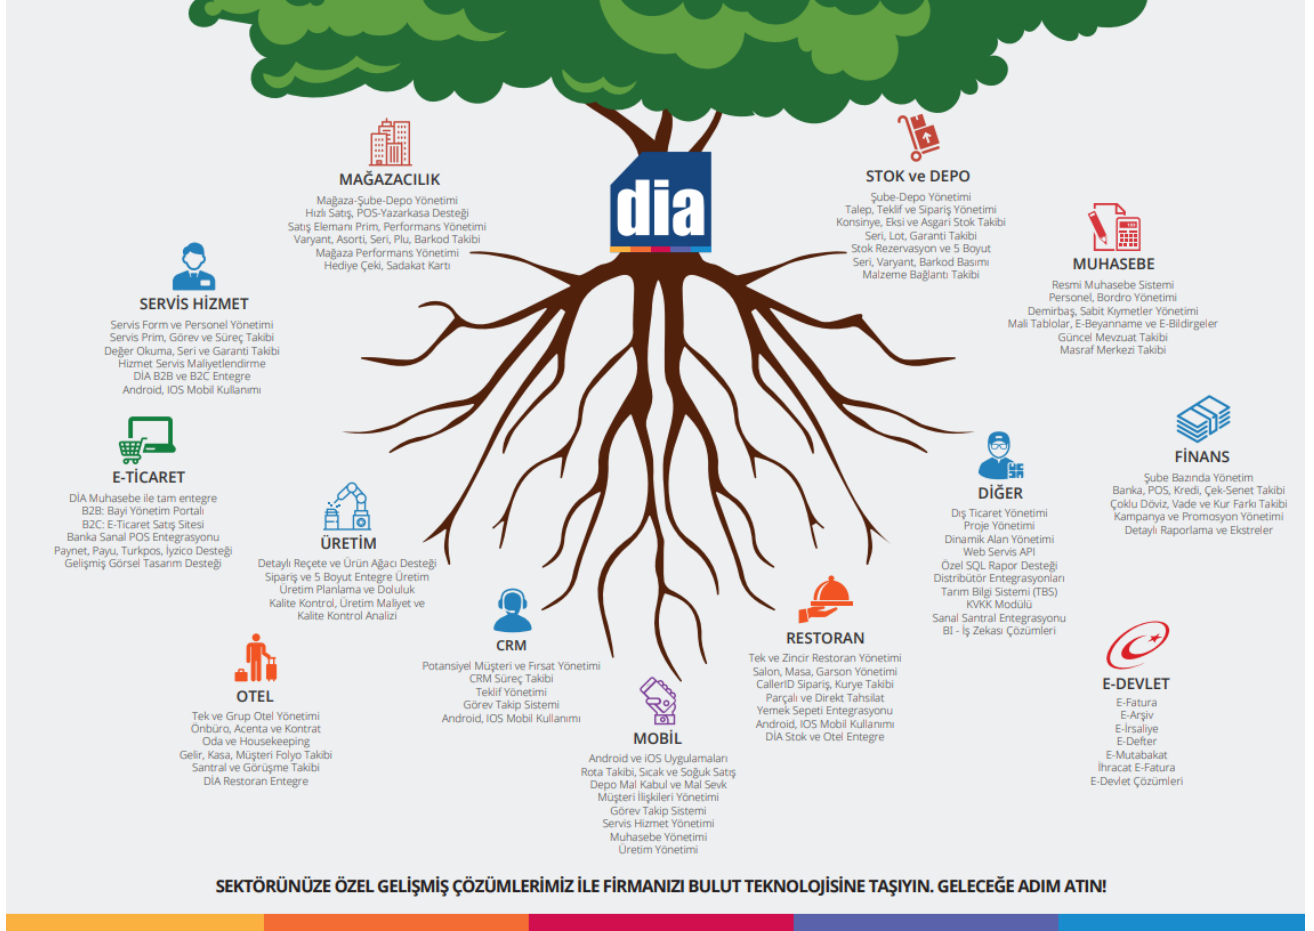 dia
MAĞAZACILIK
Mağaza-Şube-Depo Yönetimi
Hızlı Satış, POS-Yazarkasa Desteği
Satış Elemanı Prim, Performans Yönetimi
Varyant, Asorti, Seri, Plu, Barkod Takibi
Mağaza Performans Yönetimi
Hediye Çeki, Sadakat Kartı
STOK ve DEPO
Şube-Depo Yönetimi
Talep, Teklif ve Sipariş Yönetimi
Konsinye, Eksi ve Asgari Stok Takibi
Seri, Lot, Garanti Takibi
Stok Rezervasyon ve 5 Boyut
Seri, Varyant, Barkod Basımı
Malzeme Bağlantı Takibi
MUHASEBE
Resmi Muhasebe Sistemi
Personel, Bordro Yönetimi
Demirbaş, Sabit Kıymetler Yönetimi
Mali Tablolar, E-Beyanname ve E-Bildirgeler
Güncel Mevzuat Takibi
Masraf Merkezi Takibi
SERVİS HİZMET
Servis Form ve Personel Yönetimi
Servis Prim, Görev ve Süreç Takibi
Değer Okuma, Seri ve Garanti Takibi
Hizmet Servis Maliyetlendirme
DİA B2B ve B2C Entegre
Android, IOS Mobil Kullanımı
E-TİCARET
DİA Muhasebe ile tam entegre
B2B: Bayi Yönetim Portalı
B2C: E-Ticaret Satış Sitesi
Banka Sanal POS Entegrasyonu
Paynet, Payu, Turkpos, İyzico Desteği
Gelişmiş Görsel Tasarım Desteği
ÜRETİM
Detaylı Reçete ve Ürün Ağacı Desteği
Sipariş ve 5 Boyut Entegre Üretim
Üretim Planlama ve Doluluk
Kalite Kontrol, Üretim Maliyet ve
Kalite Kontrol Analizi
DİĞER
Dış Ticaret Yönetimi
Proje Yönetimi
Dinamik Alan Yönetimi
Web Servis API
Özel SQL Rapor Desteği
Distribütör Entegrasyonları
Tarım Bilgi Sistemi (TBS)
KVKK Modülü
Sanal Santral Entegrasyonu
BI - İş Zekası Çözümleri
FİNANS
Şube Bazında Yönetim
Banka, POS, Kredi, Çek-Senet Takibi
Çoklu Döviz, Vade ve Kur Farkı Takibi
Kampanya ve Promosyon Yönetimi
Detaylı Raporlama ve Ekstreler
OTEL
Tek ve Grup Otel Yönetimi
Önbüro, Acenta ve Kontrat
Oda ve Housekeeping
Gelir, Kasa, Müşteri Folyo Takibi
Santral ve Görüşme Takibi
DİA Restoran Entegre
CRM
Potansiyel Müşteri ve Fırsat Yönetimi
CRM Süreç Takibi
Teklif Yönetimi
Görev Takip Sistemi
Android, IOS Mobil Kullanımı
MOBİL
Android ve iOS Uygulamaları
Rota Takibi, Sıcak ve Soğuk Satış
Depo Mal Kabul ve Mal Sevk
Müşteri İlişkileri Yönetimi
Görev Takip Sistemi
Servis Hizmet Yönetimi
Muhasebe Yönetimi
Üretim Yönetimi
RESTORAN
Tek ve Zincir Restoran Yönetimi
Salon, Masa, Garson Yönetimi
CallerID Sipariş, Kurye Takibi
Parçalı ve Direkt Tahsilat
Yemek Sepeti Entegrasyonu
Android, IOS Mobil Kullanımı
DİA Stok ve Otel Entegre
E-DEVLET
E-Fatura
E-Arşiv
E-İrsaliye
E-Defter
E-Mutabakat
İhracat E-Fatura
E-Devlet Çözümleri
SEKTÖRÜNÜZE ÖZEL GELİŞMİŞ ÇÖZÜMLERİMİZ İLE FİRMANIZI BULUT TEKNOLOJİSİNE TAŞIYIN. GELECEĞE ADIM ATIN!